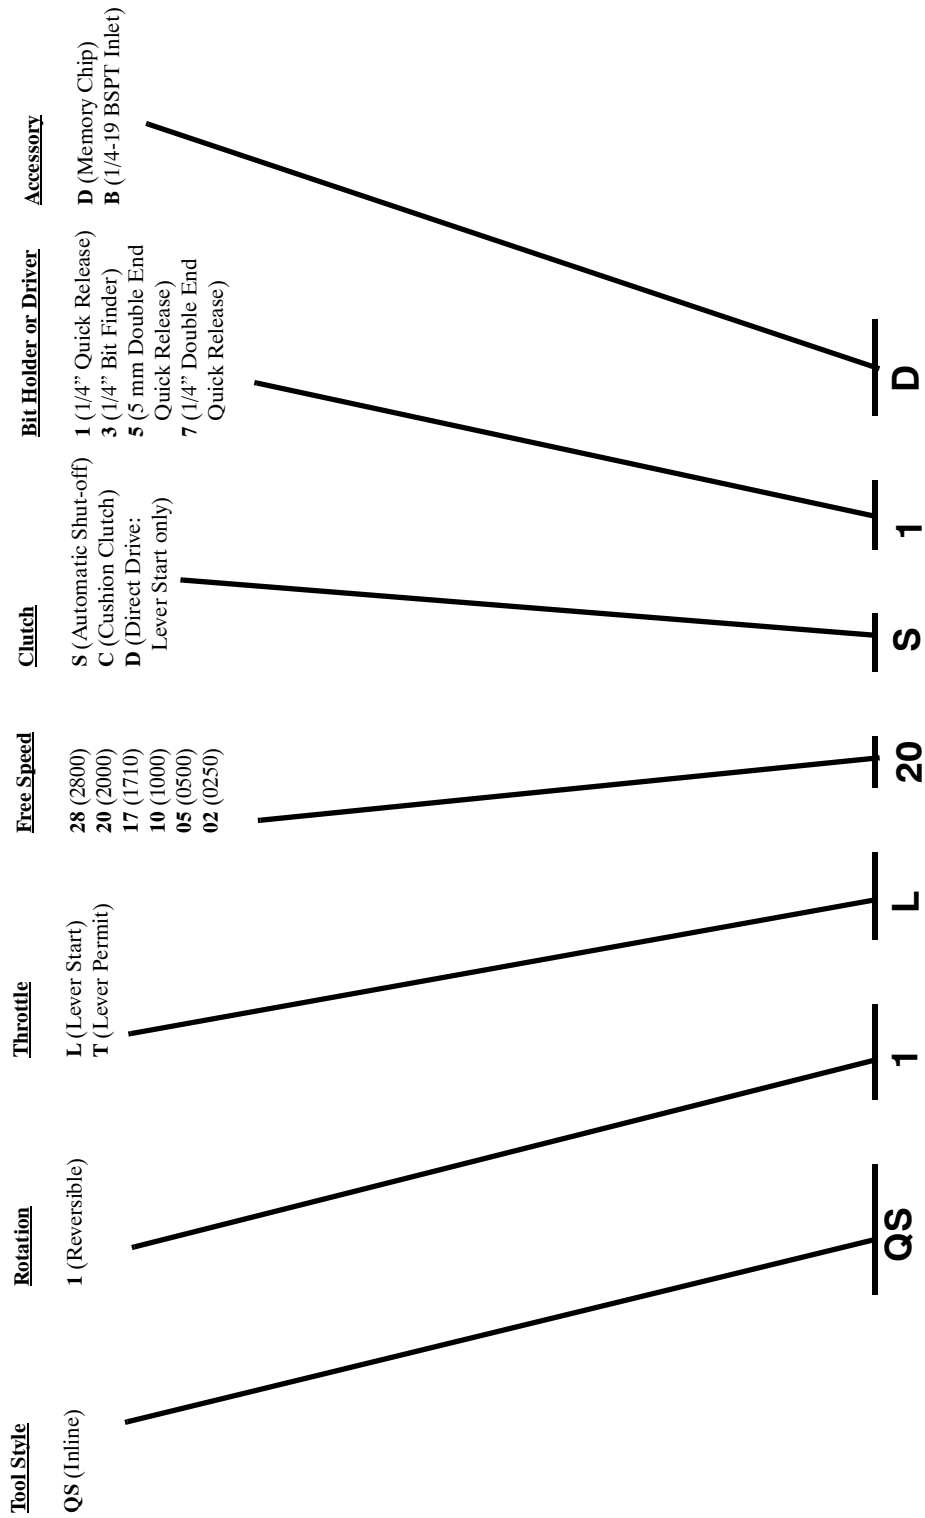 Tool Style
QS (Inline)
Rotation
1 (Reversible)
Throttle
L (Lever Start)
T (Lever Permit)
Free Speed
28 (2800)
20 (2000)
17 (1710)
10 (1000)
05 (0500)
02 (0250)
Clutch
S (Automatic Shut-off)
C (Cushion Clutch)
D (Direct Drive:
Lever Start only)
Bit Holder or Driver
1 (1/4” Quick Release)
3 (1/4” Bit Finder)
5 (5 mm Double End
Quick Release)
7 (1/4” Double End
Quick Release)
Accessory
D (Memory Chip)
B (1/4-19 BSPT Inlet)
QS 1 L 20 S 1 D